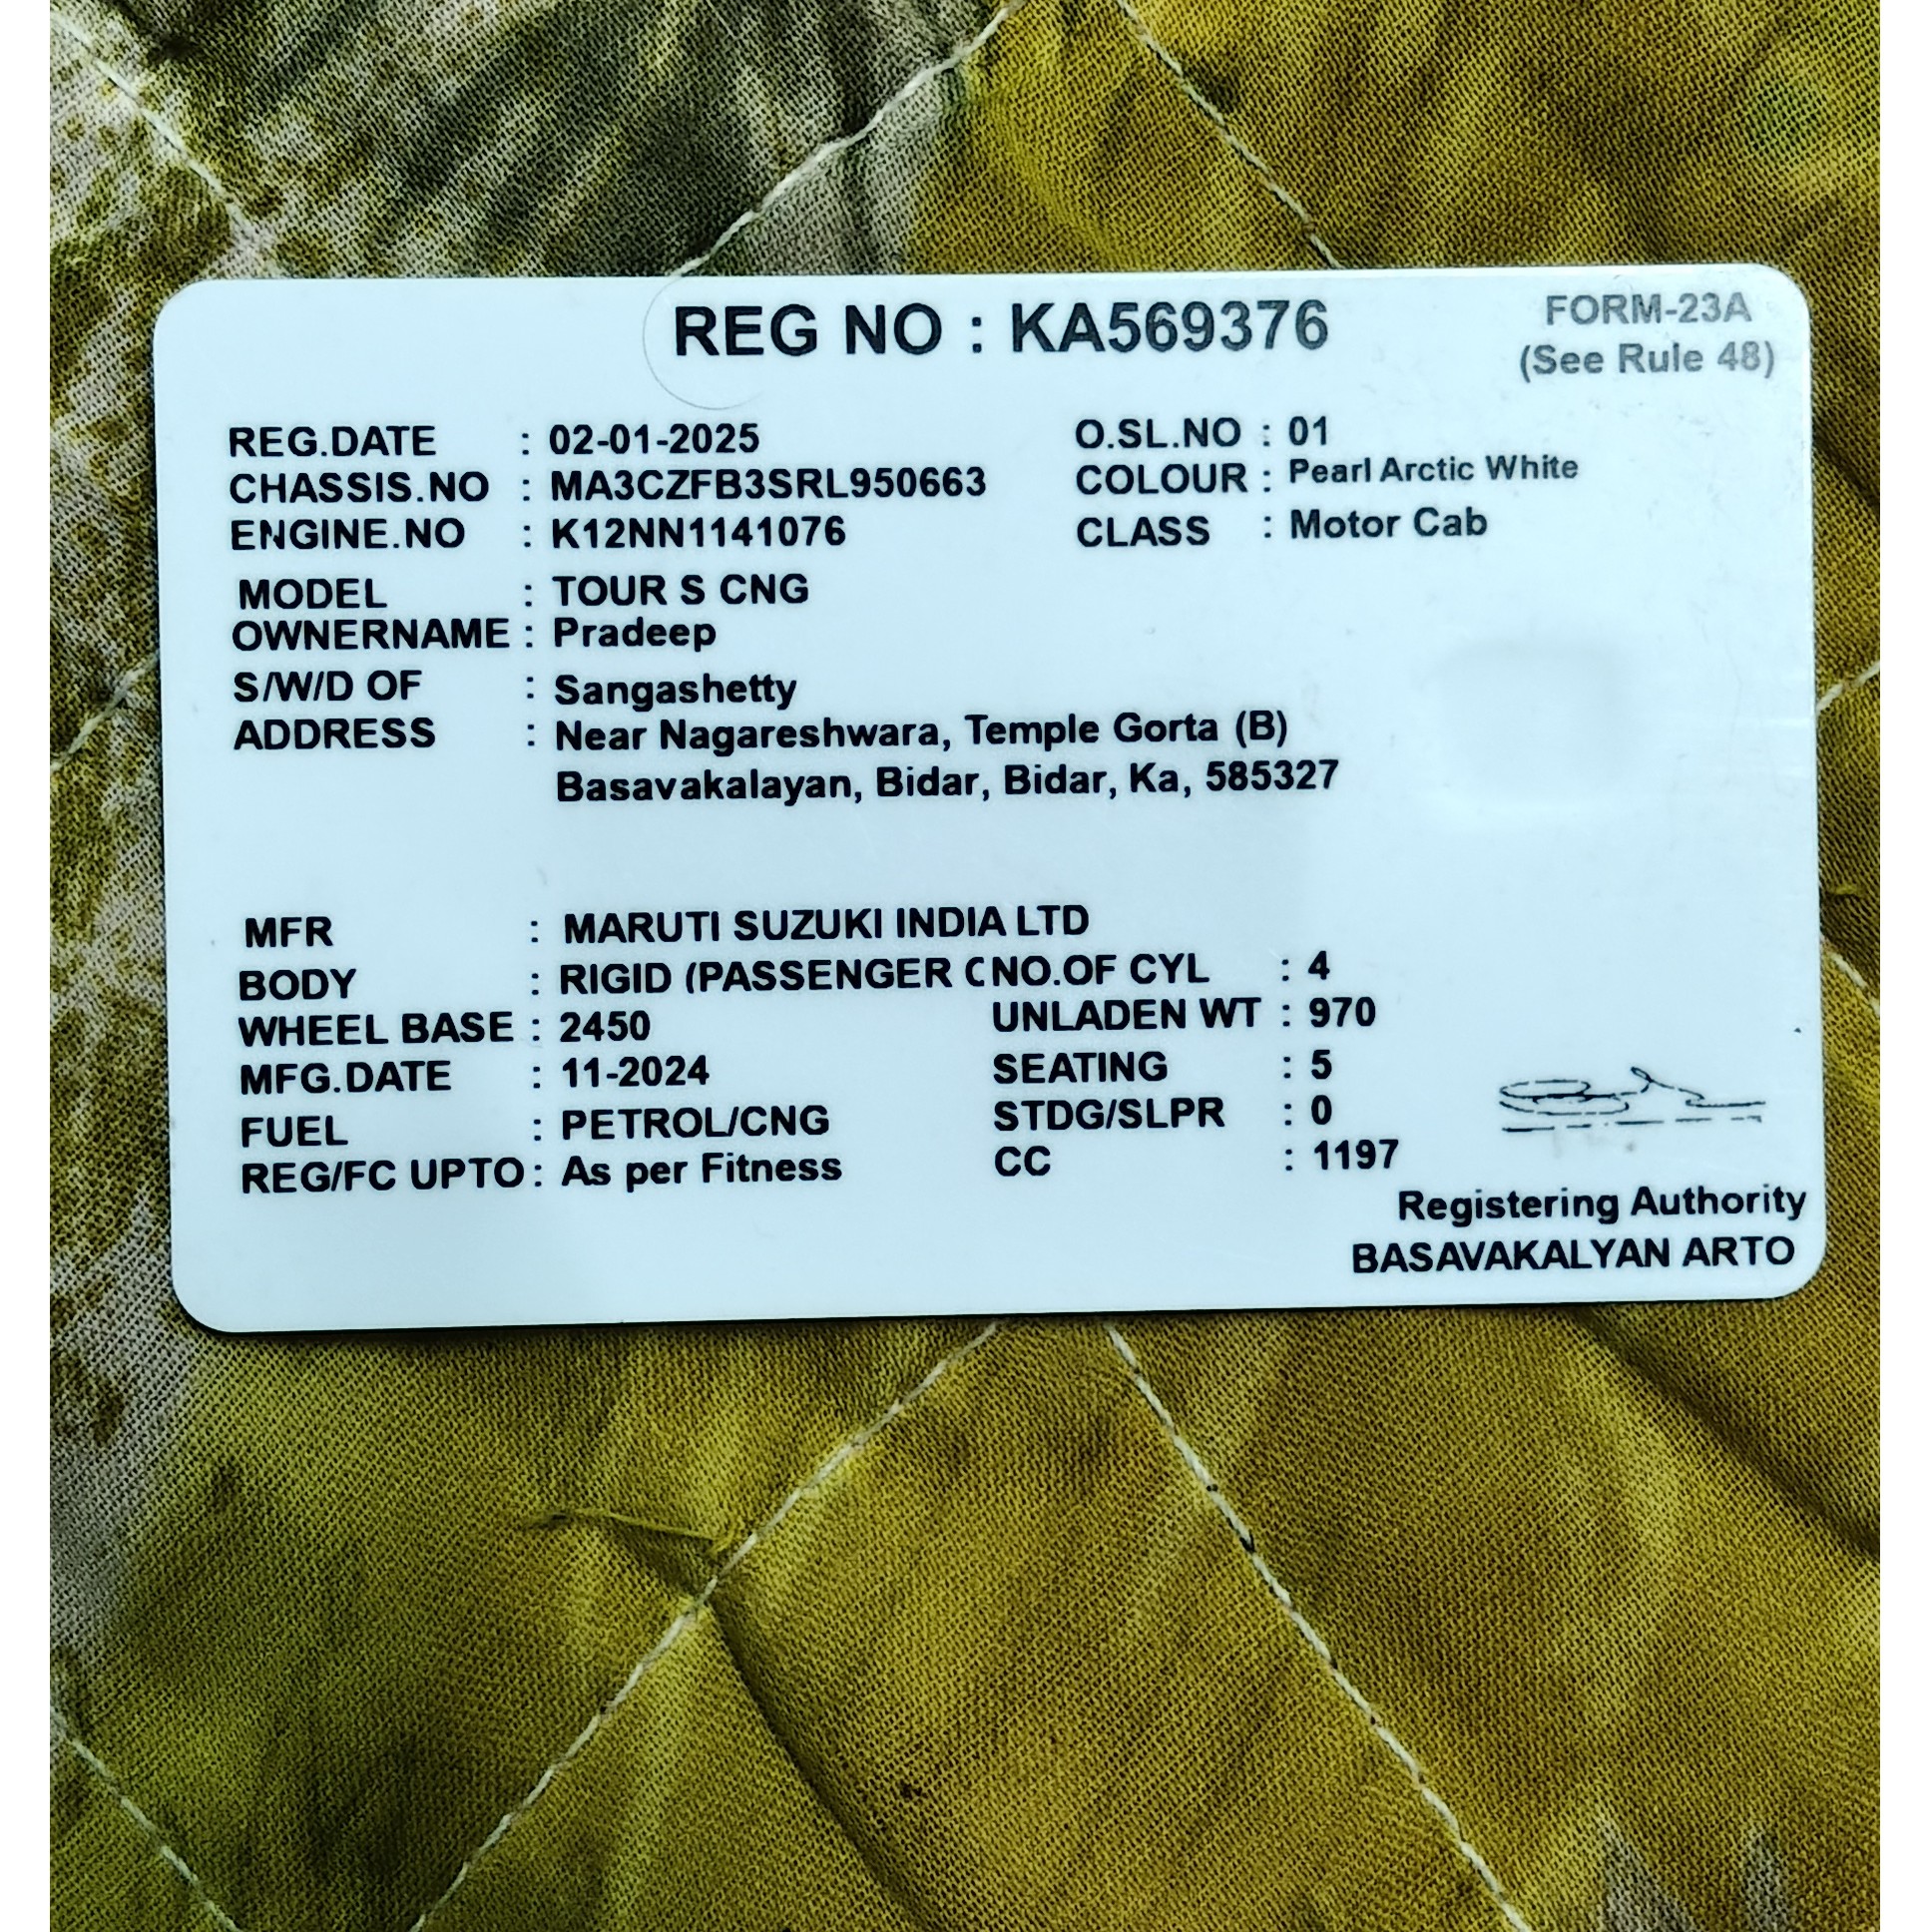 REG NO : KA569376
FORM-23A
(See Rule 48)
REG.DATE : 02-01-2025
O.SL.NO : 01
CHASSIS.NO : MA3CZFB3SRL950663
COLOUR : Pearl Arctic White
ENGINE.NO : K12NN1141076
CLASS : Motor Cab
MODEL : TOUR S CNG
OWNERNAME : Pradeep
S/W/D OF : Sangashetty
ADDRESS : Near Nagareshwara, Temple Gorta (B)
Basavakalayan, Bidar, Bidar, Ka, 585327
MFR : MARUTI SUZUKI INDIA LTD
BODY : RIGID (PASSENGER C
NO.OF CYL : 4
WHEEL BASE : 2450
UNLADEN WT : 970
MFG.DATE : 11-2024
SEATING : 5
FUEL : PETROL/CNG
STDG/SLPR : 0
REG/FC UPTO : As per Fitness
CC : 1197
Registering Authority
BASAVAKALYAN ARTO